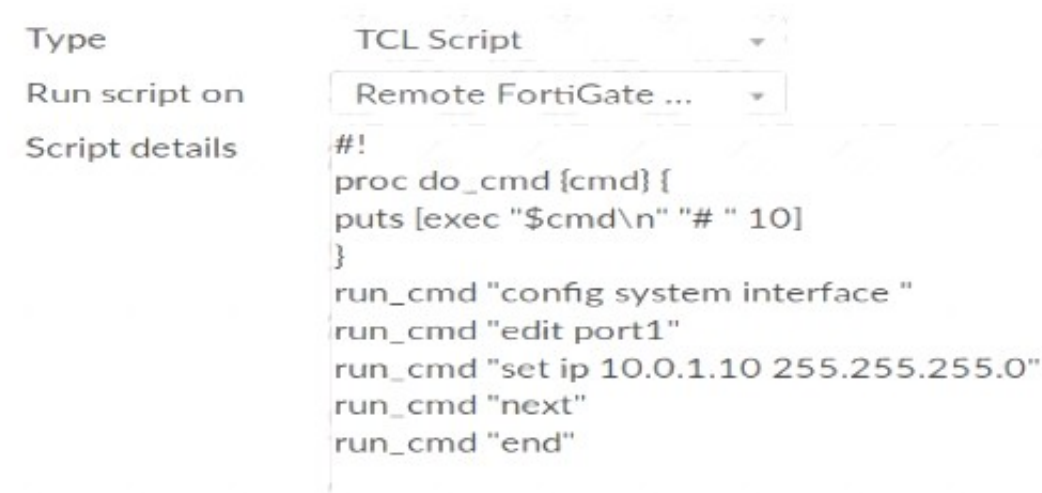 Type TCL Script
Run script on Remote FortiGate ...
Script details #!
proc do_cmd {cmd} {
puts [exec "$cmd\n" "# " 10]
}
run_cmd "config system interface "
run_cmd "edit port1"
run_cmd "set ip 10.0.1.10 255.255.255.0"
run_cmd "next"
run_cmd "end"